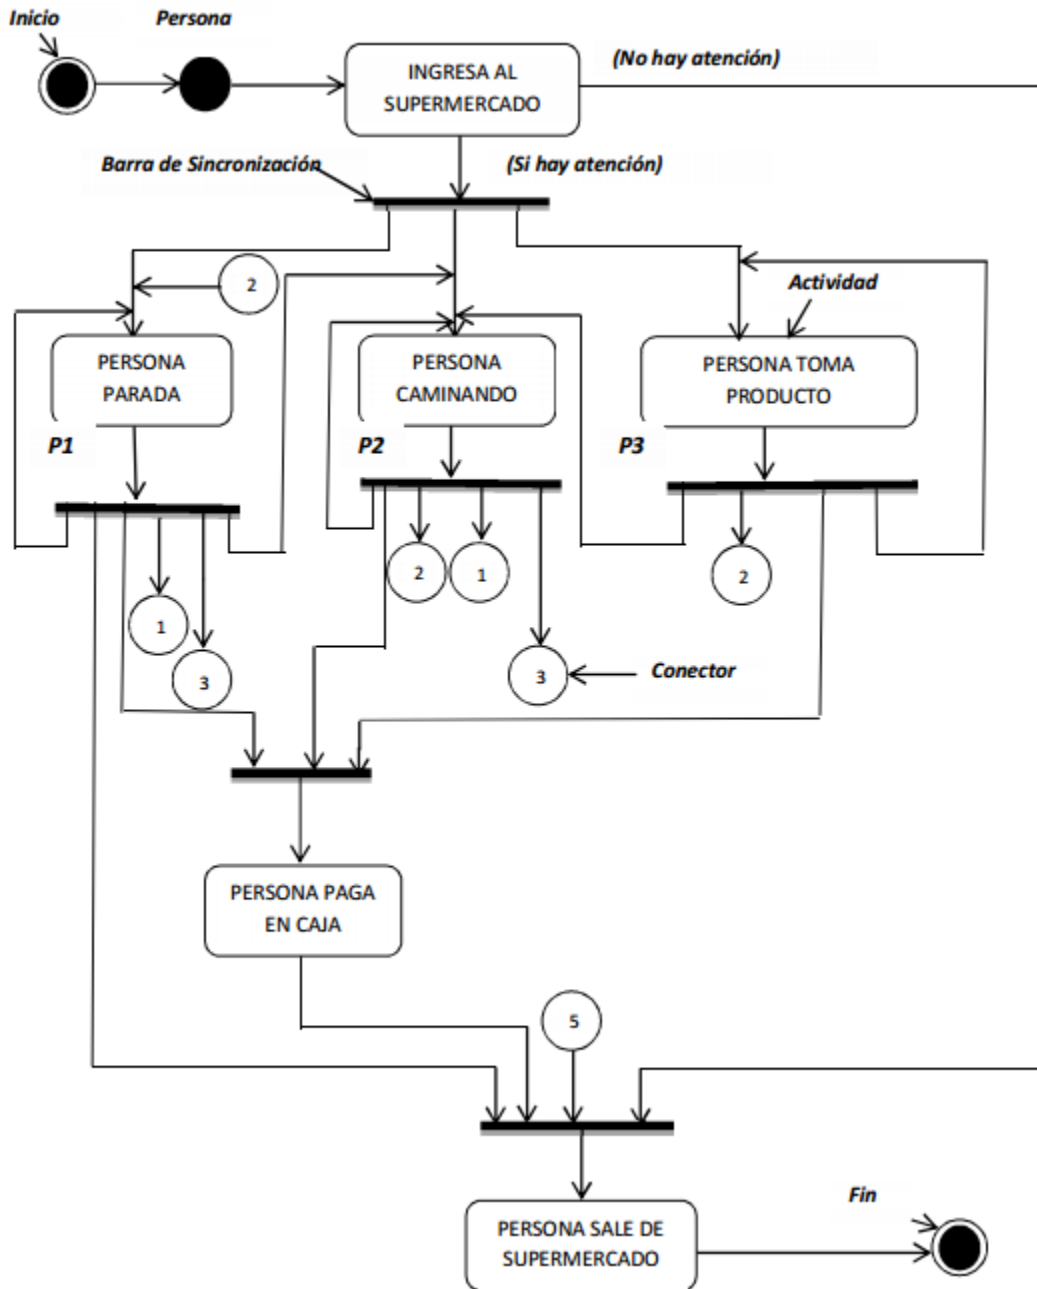 Inicio
Persona
INGRESA AL
SUPERMERCADO
(No hay atención)
Barra de Sincronización
(Si hay atención)
2
Actividad
PERSONA
PARADA
PERSONA
CAMINANDO
PERSONA TOMA
PRODUCTO
P1
P2
P3
2
1
2
1
3
3
Conector
PERSONA PAGA
EN CAJA
5
PERSONA SALE DE
SUPERMERCADO
Fin